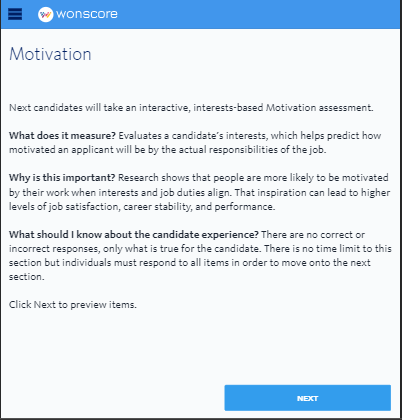 wonscore
Motivation
Next candidates will take an interactive, interests-based Motivation assessment.
What does it measure? Evaluates a candidate's interests, which helps predict how
motivated an applicant will be by the actual responsibilities of the job.
Why is this important? Research shows that people are more likely to be motivated
by their work when interests and job duties align. That inspiration can lead to higher
levels of job satisfaction, career stability, and performance.
What should I know about the candidate experience? There are no correct or
incorrect responses, only what is true for the candidate. There is no time limit to this
section but individuals must respond to all items in order to move onto the next
section.
Click Next to preview items.
NEXT